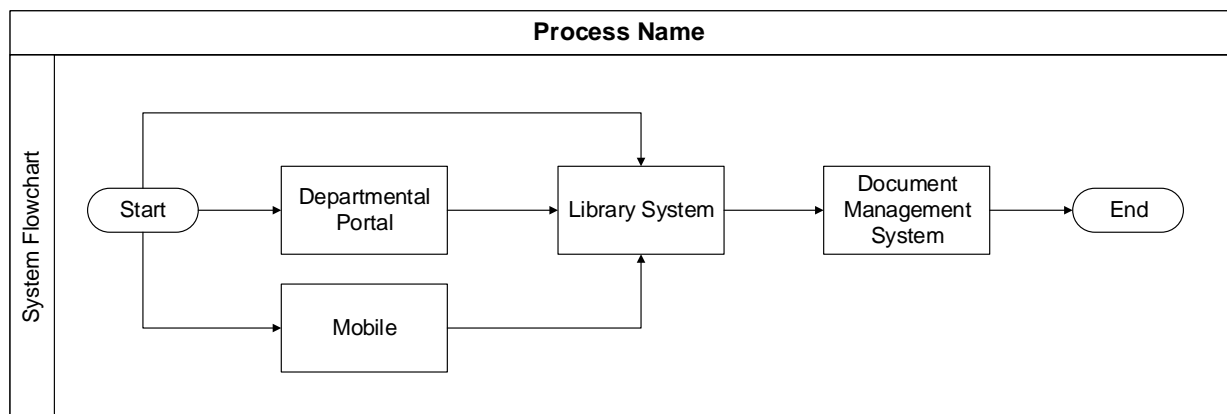 Process Name
System Flowchart
Start
Departmental
Portal
Library System
Document
Management
System
End
Mobile